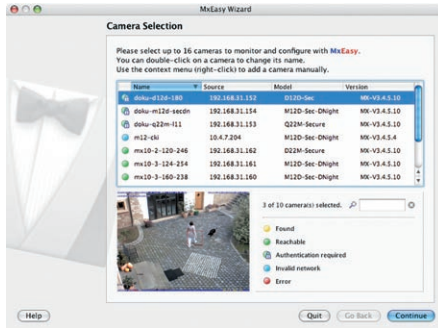 MxEasy Wizard
Camera Selection
Please select up to 16 cameras to monitor and configure with MxEasy.
You can double-click on a camera to change its name.
Use the context menu (right-click) to add a camera manually.
Name Source Model Version
doku-d12d-180 192.168.31.152 D12D-Sec MX-V3.4.5.10
doku-m12d-secdn 192.168.31.154 M12D-Sec-DNight MX-V3.4.5.10
doku-q22m-l11 192.168.31.153 Q22M-Secure MX-V3.4.5.10
m12-cki 10.4.7.204 M12D-Sec-DNight MX-V3.4.5.4
mx10-2-120-246 192.168.31.162 D22M-Secure MX-V3.4.5.10
mx10-3-124-254 192.168.31.161 M12D-Sec-DNight MX-V3.4.5.10
mx10-3-160-238 192.168.31.160 M12D-Sec-DNight MX-V3.4.5.10
3 of 10 camera(s) selected.
Found
Reachable
Authentication required
Invalid network
Error
Help Quit Go Back Continue